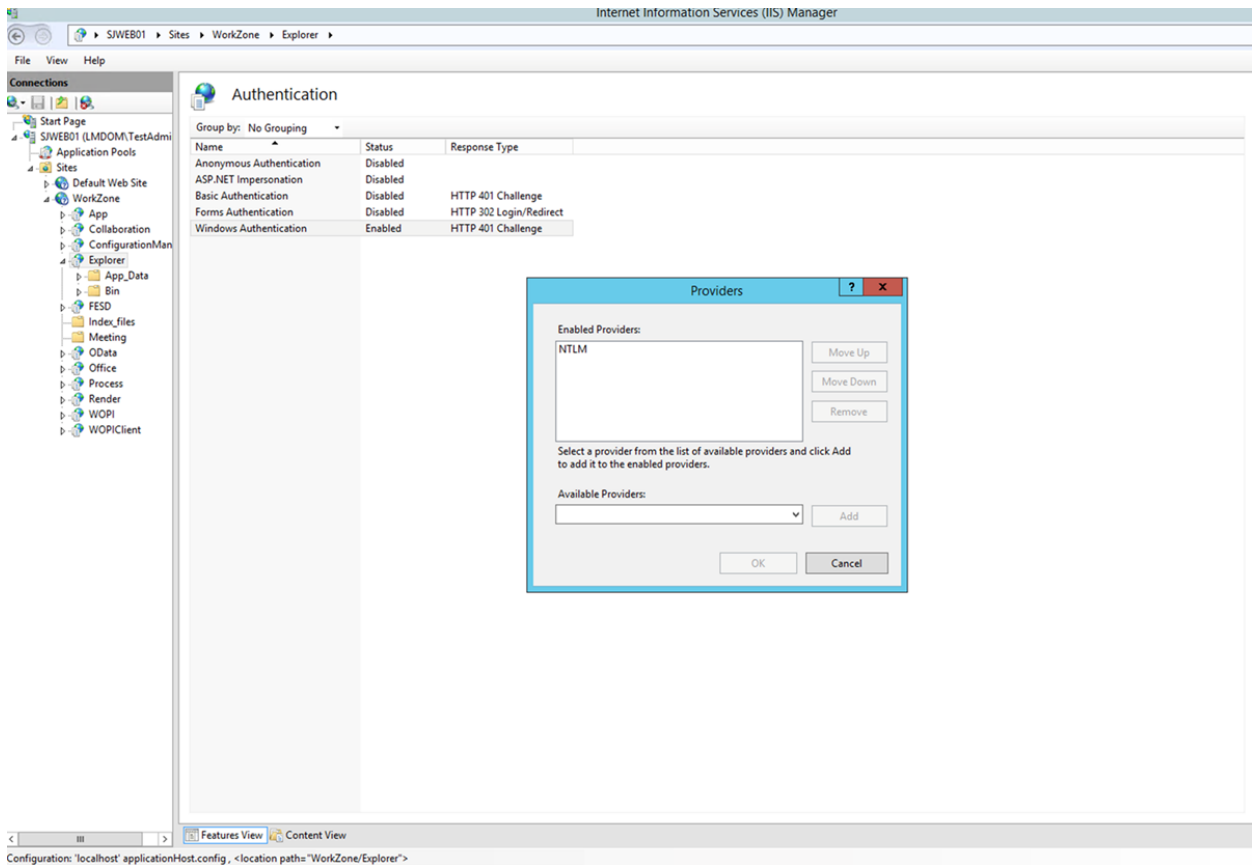 Internet Information Services (IIS) Manager
SJWEB01 Sites WorkZone Explorer
File View Help
Connections
Start Page
SJWEB01 (LMDOM\TestAdmi
Application Pools
Sites
Default Web Site
WorkZone
App
Collaboration
ConfigurationMan
Explorer
App_Data
Bin
FESD
Index_files
Meeting
OData
Office
Process
Render
WOPI
WOPIClient
Authentication
Group by: No Grouping
Name Status Response Type
Anonymous Authentication Disabled
ASP.NET Impersonation Disabled
Basic Authentication Disabled HTTP 401 Challenge
Forms Authentication Disabled HTTP 302 Login/Redirect
Windows Authentication Enabled HTTP 401 Challenge
Providers ? x
Enabled Providers:
NTLM
Move Up
Move Down
Remove
Select a provider from the list of available providers and click Add
to add it to the enabled providers.
Available Providers:
Add
OK Cancel
Features View Content View
Configuration: 'localhost' applicationHost.config , <location path="WorkZone/Explorer">